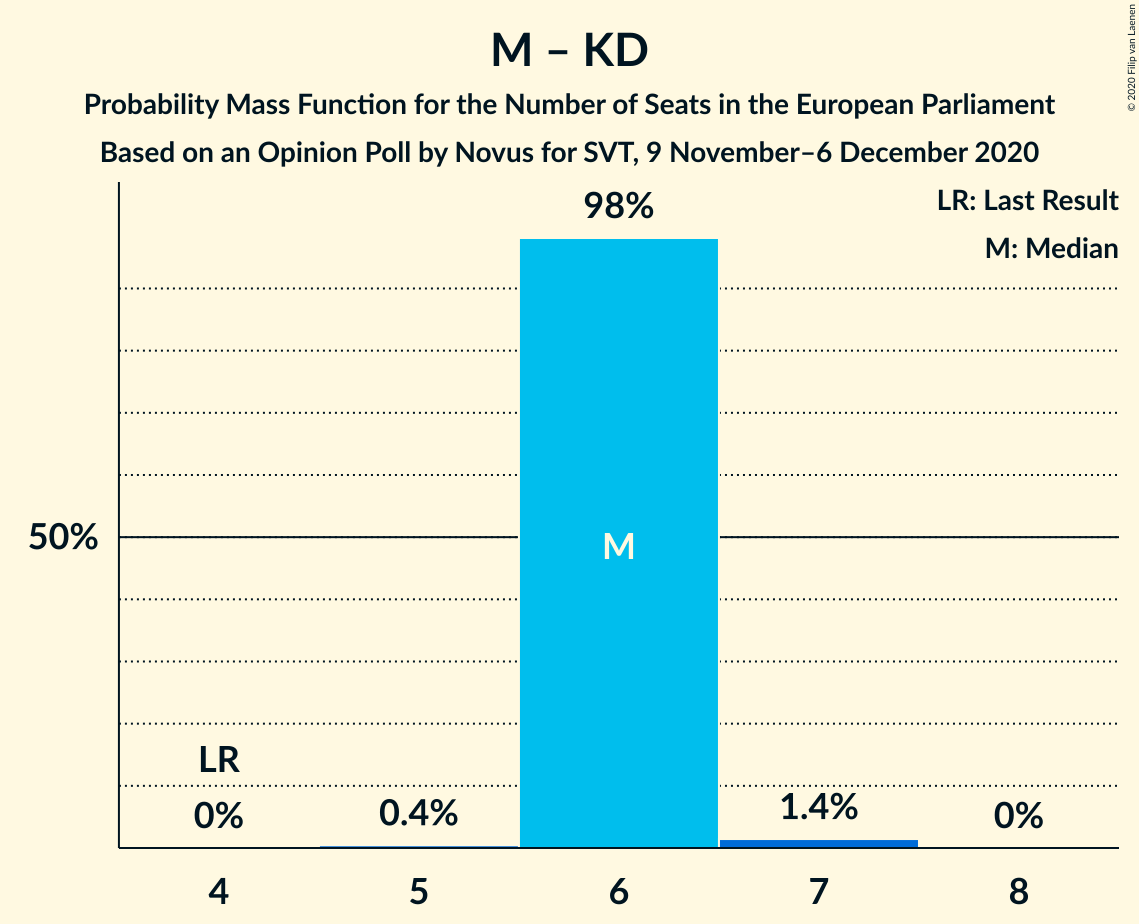 M – KD
Probability Mass Function for the Number of Seats in the European Parliament
Based on an Opinion Poll by Novus for SVT, 9 November–6 December 2020
© 2020 Filip van Laenen
LR: Last Result
M: Median
98%
50%
M
LR
0%
0.4%
1.4%
0%
4
5
6
7
8